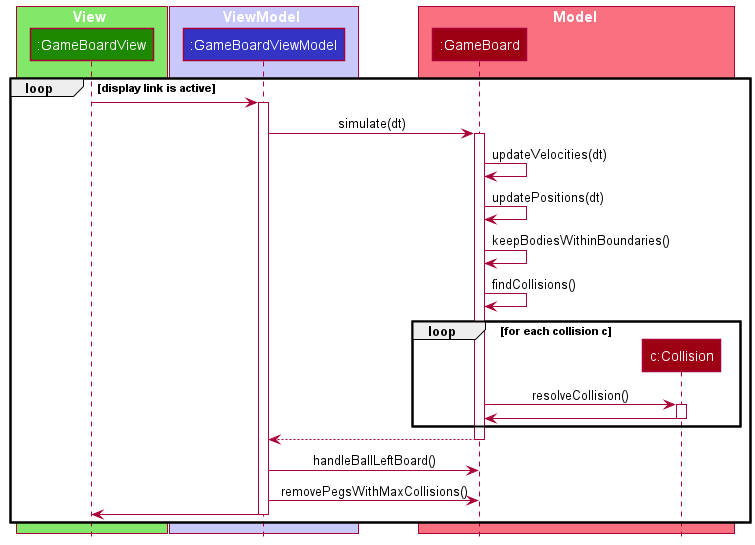 View
ViewModel
Model
:GameBoardView
:GameBoardViewModel
:GameBoard
loop
[display link is active]
simulate(dt)
updateVelocities(dt)
updatePositions(dt)
keepBodiesWithinBoundaries()
findCollisions()
loop
[for each collision c]
c:Collision
resolveCollision()
handleBallLeftBoard()
removePegsWithMaxCollisions()